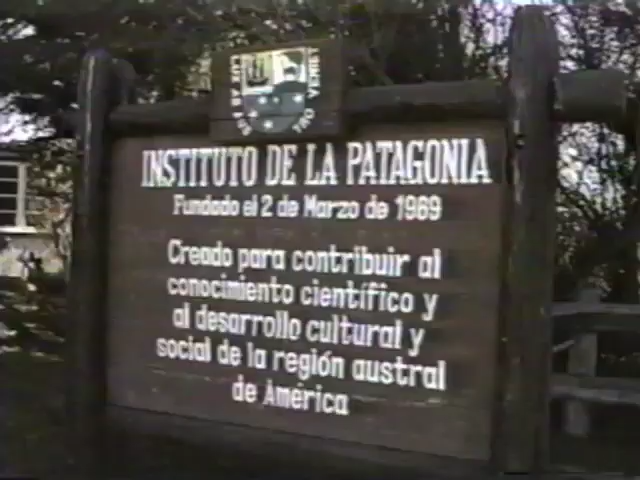 INSTITUTO DE LA PATAGONIA
Fundado el 2 de Marzo de 1969
Creado para contribuir al
conocimiento científico y
al desarrollo cultural y
social de la región austral
de América